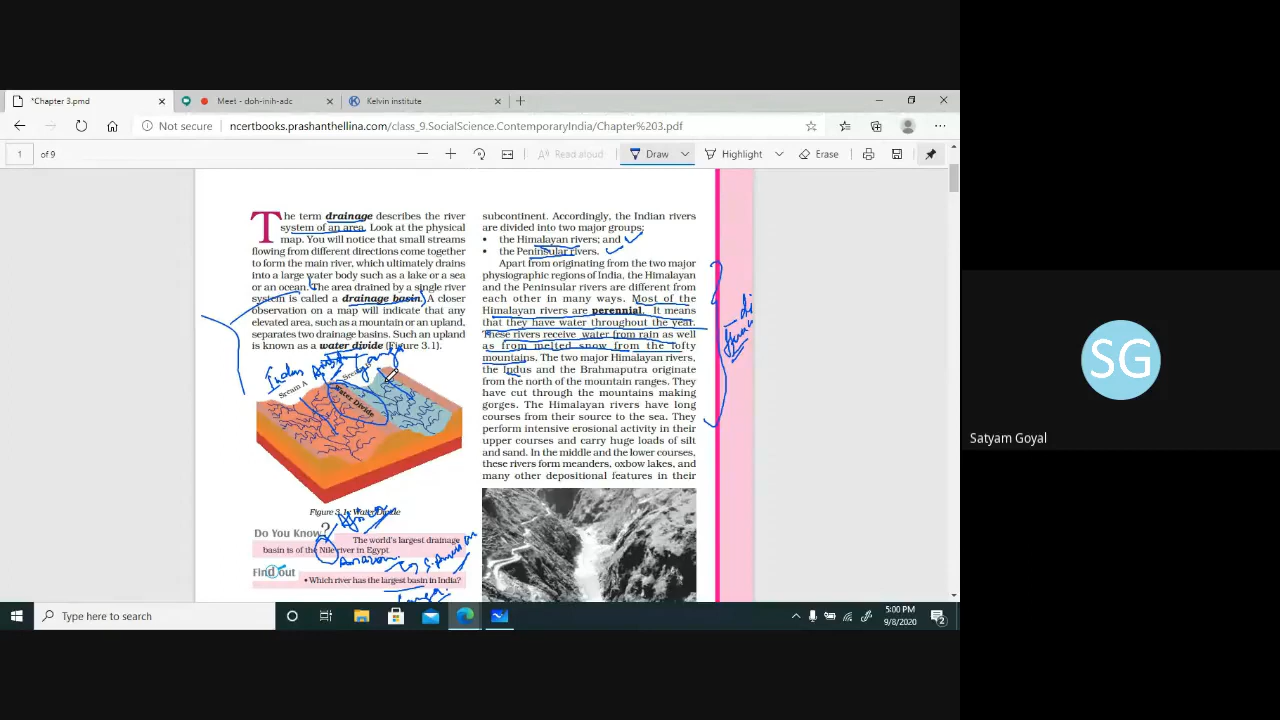 *Chapter 3.pmd
Meet - doh-inih-adc
Kelvin institute
Not secure
ncertbooks.prashanthellina.com/class_9.SocialScience.ContemporaryIndia/Chapter%203.pdf
1 of 9
Read aloud
Draw
Highlight
Erase
The term drainage describes the river
system of an area. Look at the physical
map. You will notice that small streams
flowing from different directions come together
to form the main river, which ultimately drains
into a large water body such as a lake or a sea
or an ocean. The area drained by a single river
system is called a drainage basin. A closer
observation on a map will indicate that any
elevated area, such as a mountain or an upland,
separates two drainage basins. Such an upland
is known as a water divide (Figure 3.1).
Indus
Ganga
Stream A
Water Divide
Figure 3.1: Water Divide
Africa
Do You Know?
The world's largest drainage
basin is of the Nile river in Egypt
Amazon
Find out
• Which river has the largest basin in India?
Ganga
subcontinent. Accordingly, the Indian rivers
are divided into two major groups:
• the Himalayan rivers; and
• the Peninsular rivers.
Apart from originating from the two major
physiographic regions of India, the Himalayan
and the Peninsular rivers are different from
each other in many ways. Most of the
Himalayan rivers are perennial. It means
that they have water throughout the year.
These rivers receive water from rain as well
as from melted snow from the lofty
mountains. The two major Himalayan rivers,
the Indus and the Brahmaputra originate
from the north of the mountain ranges. They
have cut through the mountains making
gorges. The Himalayan rivers have long
courses from their source to the sea. They
perform intensive erosional activity in their
upper courses and carry huge loads of silt
and sand. In the middle and the lower courses,
these rivers form meanders, oxbow lakes, and
many other depositional features in their
SG
Satyam Goyal
Type here to search
5:00 PM
9/8/2020
2